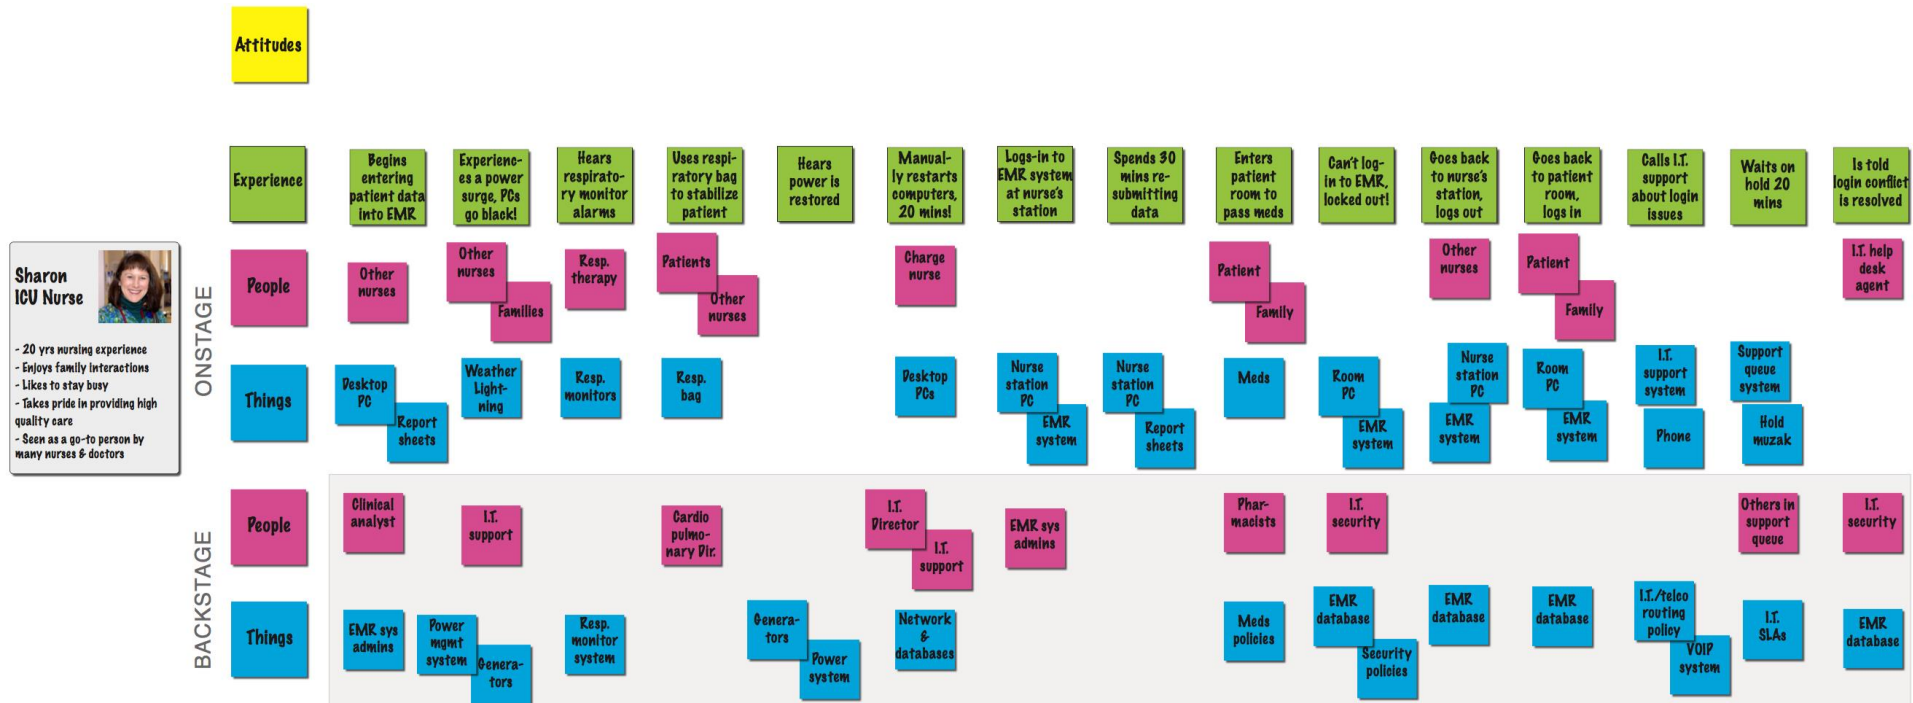 Attitudes
Experience
Begins
entering
patient data
into EMR
Experienc-
es a power
surge, PCs
go black!
Hears
respirato-
ry monitor
alarms
Uses respi-
ratory bag
to stabilize
patient
Hears
power is
restored
Manual-
ly restarts
computers,
20 mins!
Logs-in to
EMR system
at nurse's
station
Spends 30
mins re-
submitting
data
Enters
patient
room to
pass meds
Can't log-
in to EMR,
locked out!
Goes back
to nurse's
station,
logs out
Goes back
to patient
room,
logs in
Calls I.T.
support
about login
issues
Waits on
hold 20
mins
Is told
login conflict
is resolved
Sharon
ICU Nurse
- 20 yrs nursing experience
- Enjoys family interactions
- Likes to stay busy
- Takes pride in providing high
quality care
- Seen as a go-to person by
many nurses & doctors
ONSTAGE
People
Other
nurses
Other
nurses
Families
Resp.
therapy
Patients
Other
nurses
Charge
nurse
Patient
Family
Other
nurses
Patient
Family
I.T. help
desk
agent
Things
Desktop
PC
Report
sheets
Weather
Light-
ning
Resp.
monitors
Resp.
bag
Desktop
PCs
Nurse
station
PC
EMR
system
Nurse
station
PC
Report
sheets
Meds
Room
PC
EMR
system
Nurse
station
PC
EMR
system
Room
PC
EMR
system
I.T.
support
system
Phone
Support
queue
system
Hold
muzak
BACKSTAGE
People
Clinical
analyst
I.T.
support
Cardio
pulmo-
nary Dir.
I.T.
Director
I.T.
support
EMR sys
admins
Phar-
macists
I.T.
security
Others in
support
queue
I.T.
security
Things
EMR sys
admins
Power
mgmt
system
Genera-
tors
Resp.
monitor
system
Genera-
tors
Power
system
Network
&
databases
Meds
policies
EMR
database
Security
policies
EMR
database
EMR
database
I.T./telco
routing
policy
VOIP
system
I.T.
SLAs
EMR
database